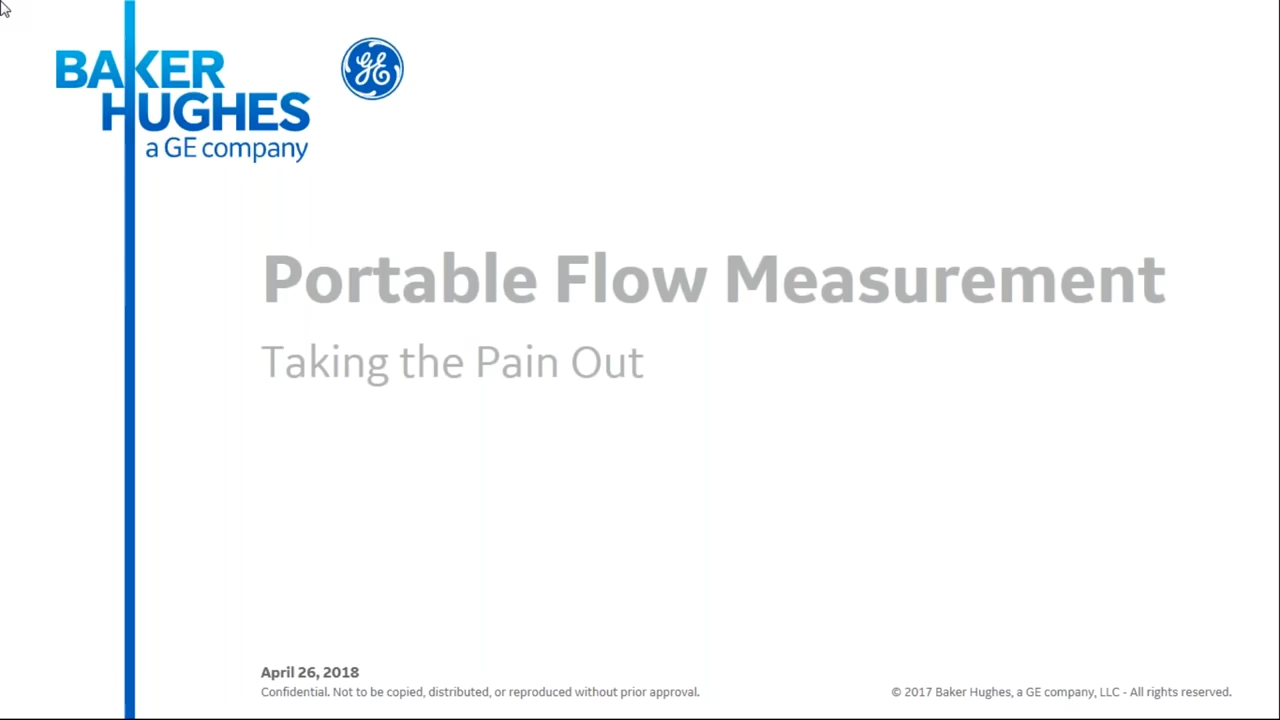 BAKER
HUGHES
a GE company
GE
Portable Flow Measurement
Taking the Pain Out
April 26, 2018
Confidential. Not to be copied, distributed, or reproduced without prior approval.
© 2017 Baker Hughes, a GE company, LLC - All rights reserved.